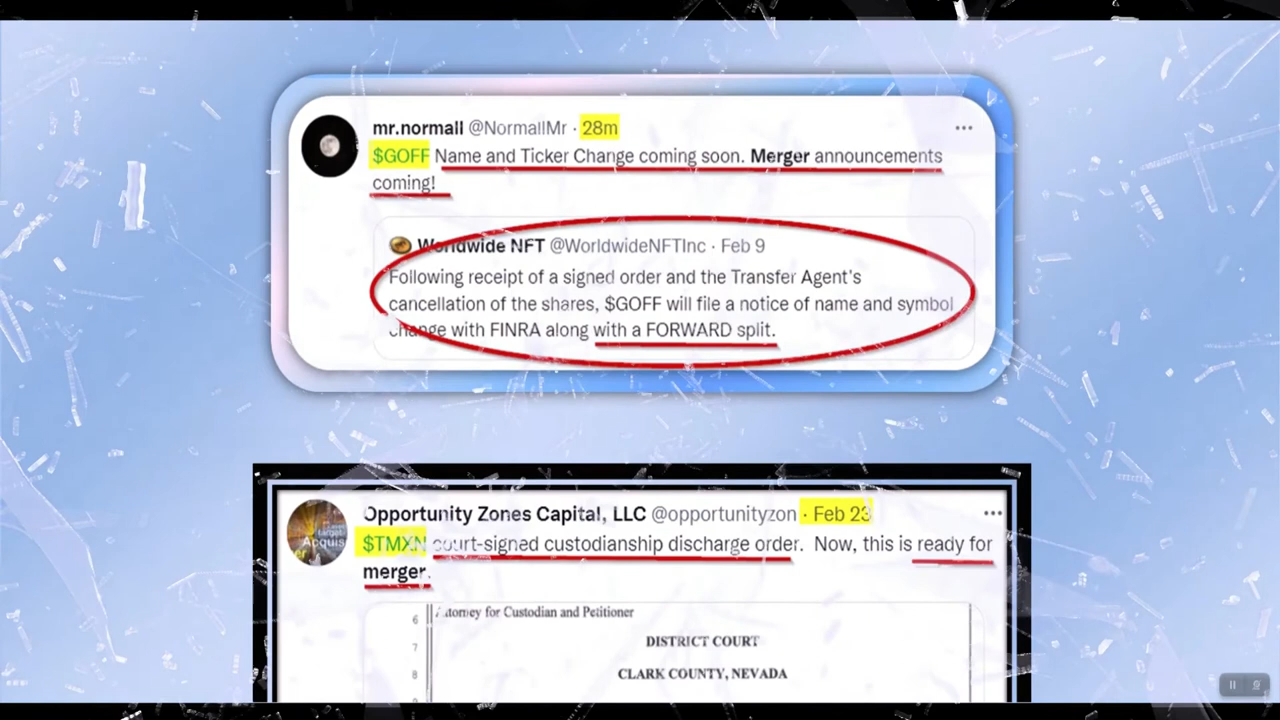 mr.normall @NormallMr · 28m
$GOFF Name and Ticker Change coming soon. Merger announcements
coming!
Worldwide NFT @WorldwideNFTInc · Feb 9
Following receipt of a signed order and the Transfer Agent's
cancellation of the shares, $GOFF will file a notice of name and symbol
change with FINRA along with a FORWARD split.
Opportunity Zones Capital, LLC @opportunityzon · Feb 23
$TMXN court-signed custodianship discharge order. Now, this is ready for
merger.
6 Attorney for Custodian and Petitioner
7 DISTRICT COURT
8 CLARK COUNTY, NEVADA